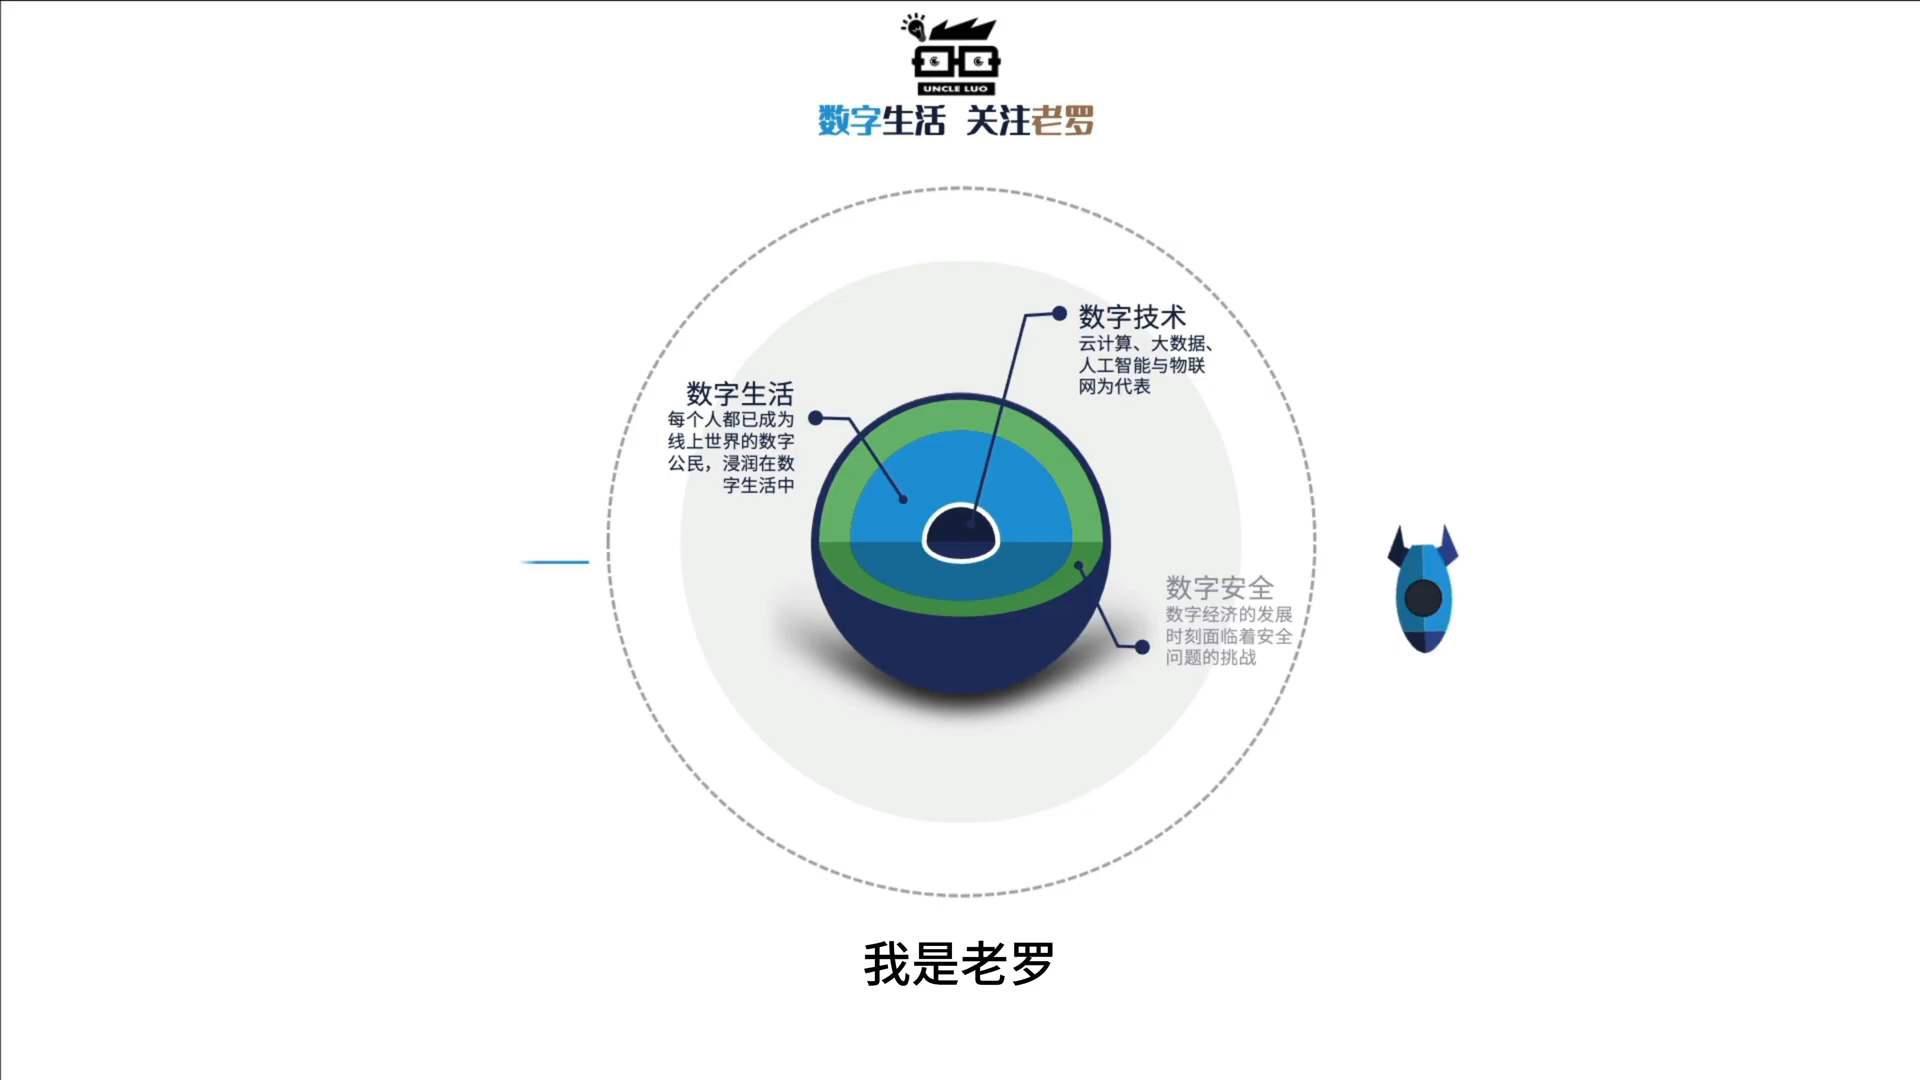 UNCLE LUO
数字生活 关注老罗
数字技术
云计算、大数据、
人工智能与物联
网为代表
数字生活
每个人都已成为
线上世界的数字
公民，浸润在数
字生活中
数字安全
数字经济的发展
时刻面临着安全
问题的挑战
我是老罗